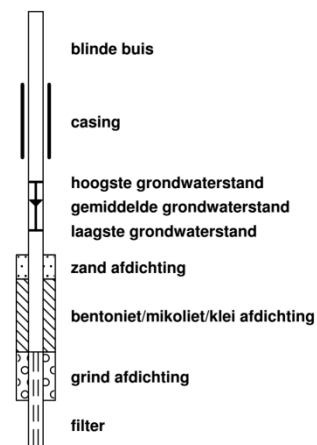 blinde buis
casing
hoogste grondwaterstand
gemiddelde grondwaterstand
laagste grondwaterstand
zand afdichting
bentoniet/mikoliet/klei afdichting
grind afdichting
filter